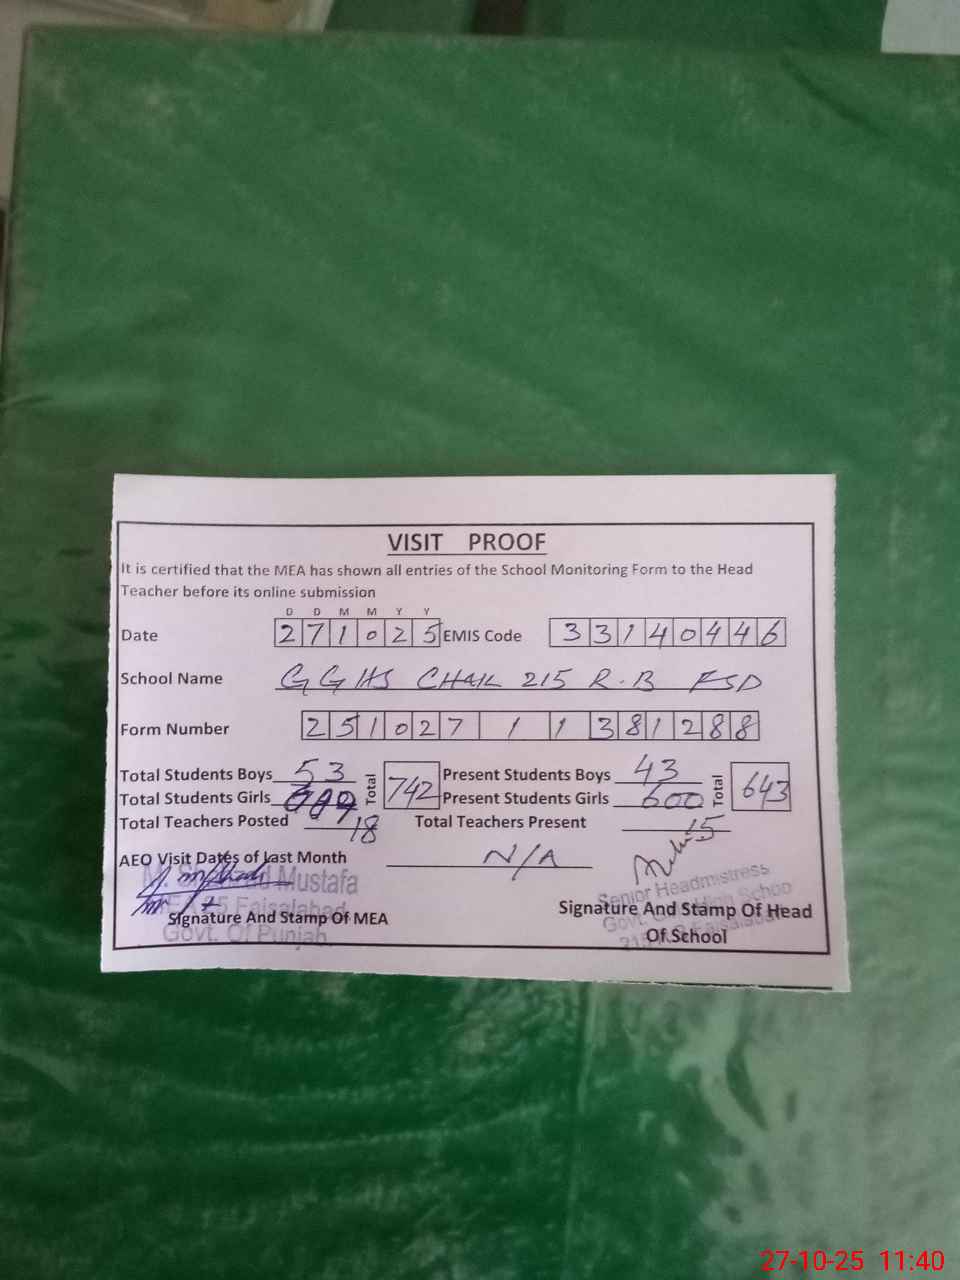 VISIT PROOF
It is certified that the MEA has shown all entries of the School Monitoring Form to the Head
Teacher before its online submission
D D M M Y Y
Date 2 7 1 0 2 5 EMIS Code 3 3 1 4 0 4 4 6
School Name GGHS CHAK 215 R.B FSD
Form Number 2 5 1 0 2 7 1 1 3 8 1 2 8 8
Total Students Boys 53 Total 742 Present Students Boys 43 Total 643
Total Students Girls Present Students Girls 600
Total Teachers Posted 18 Total Teachers Present 15
AEO Visit Dates of Last Month N/A
Mustafa
Faisalabad
Govt. Of Punjab
Signature And Stamp Of MEA
Senior Headmistress
Govt. High School
Faisalabad
Signature And Stamp Of Head
Of School
27-10-25 11:40